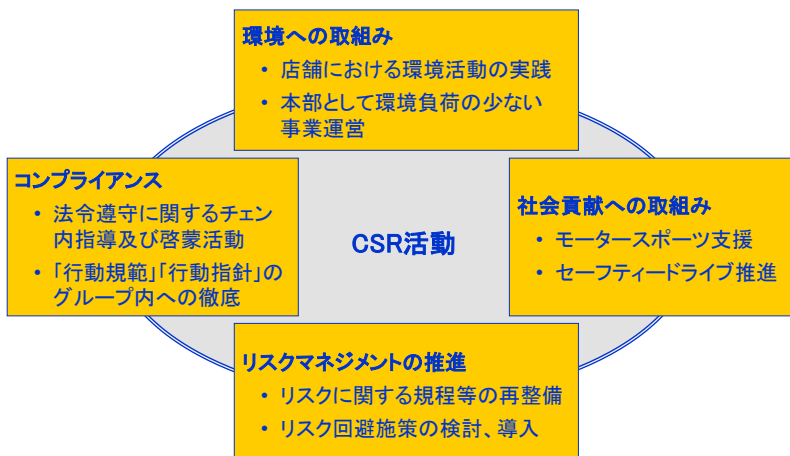 環境への取組み
• 店舗における環境活動の実践
• 本部として環境負荷の少ない
事業運営
コンプライアンス
• 法令遵守に関するチェン
内指導及び啓蒙活動
• 「行動規範」「行動指針」の
グループ内への徹底
CSR活動
社会貢献への取組み
• モータースポーツ支援
• セーフティードライブ推進
リスクマネジメントの推進
• リスクに関する規程等の再整備
• リスク回避施策の検討、導入